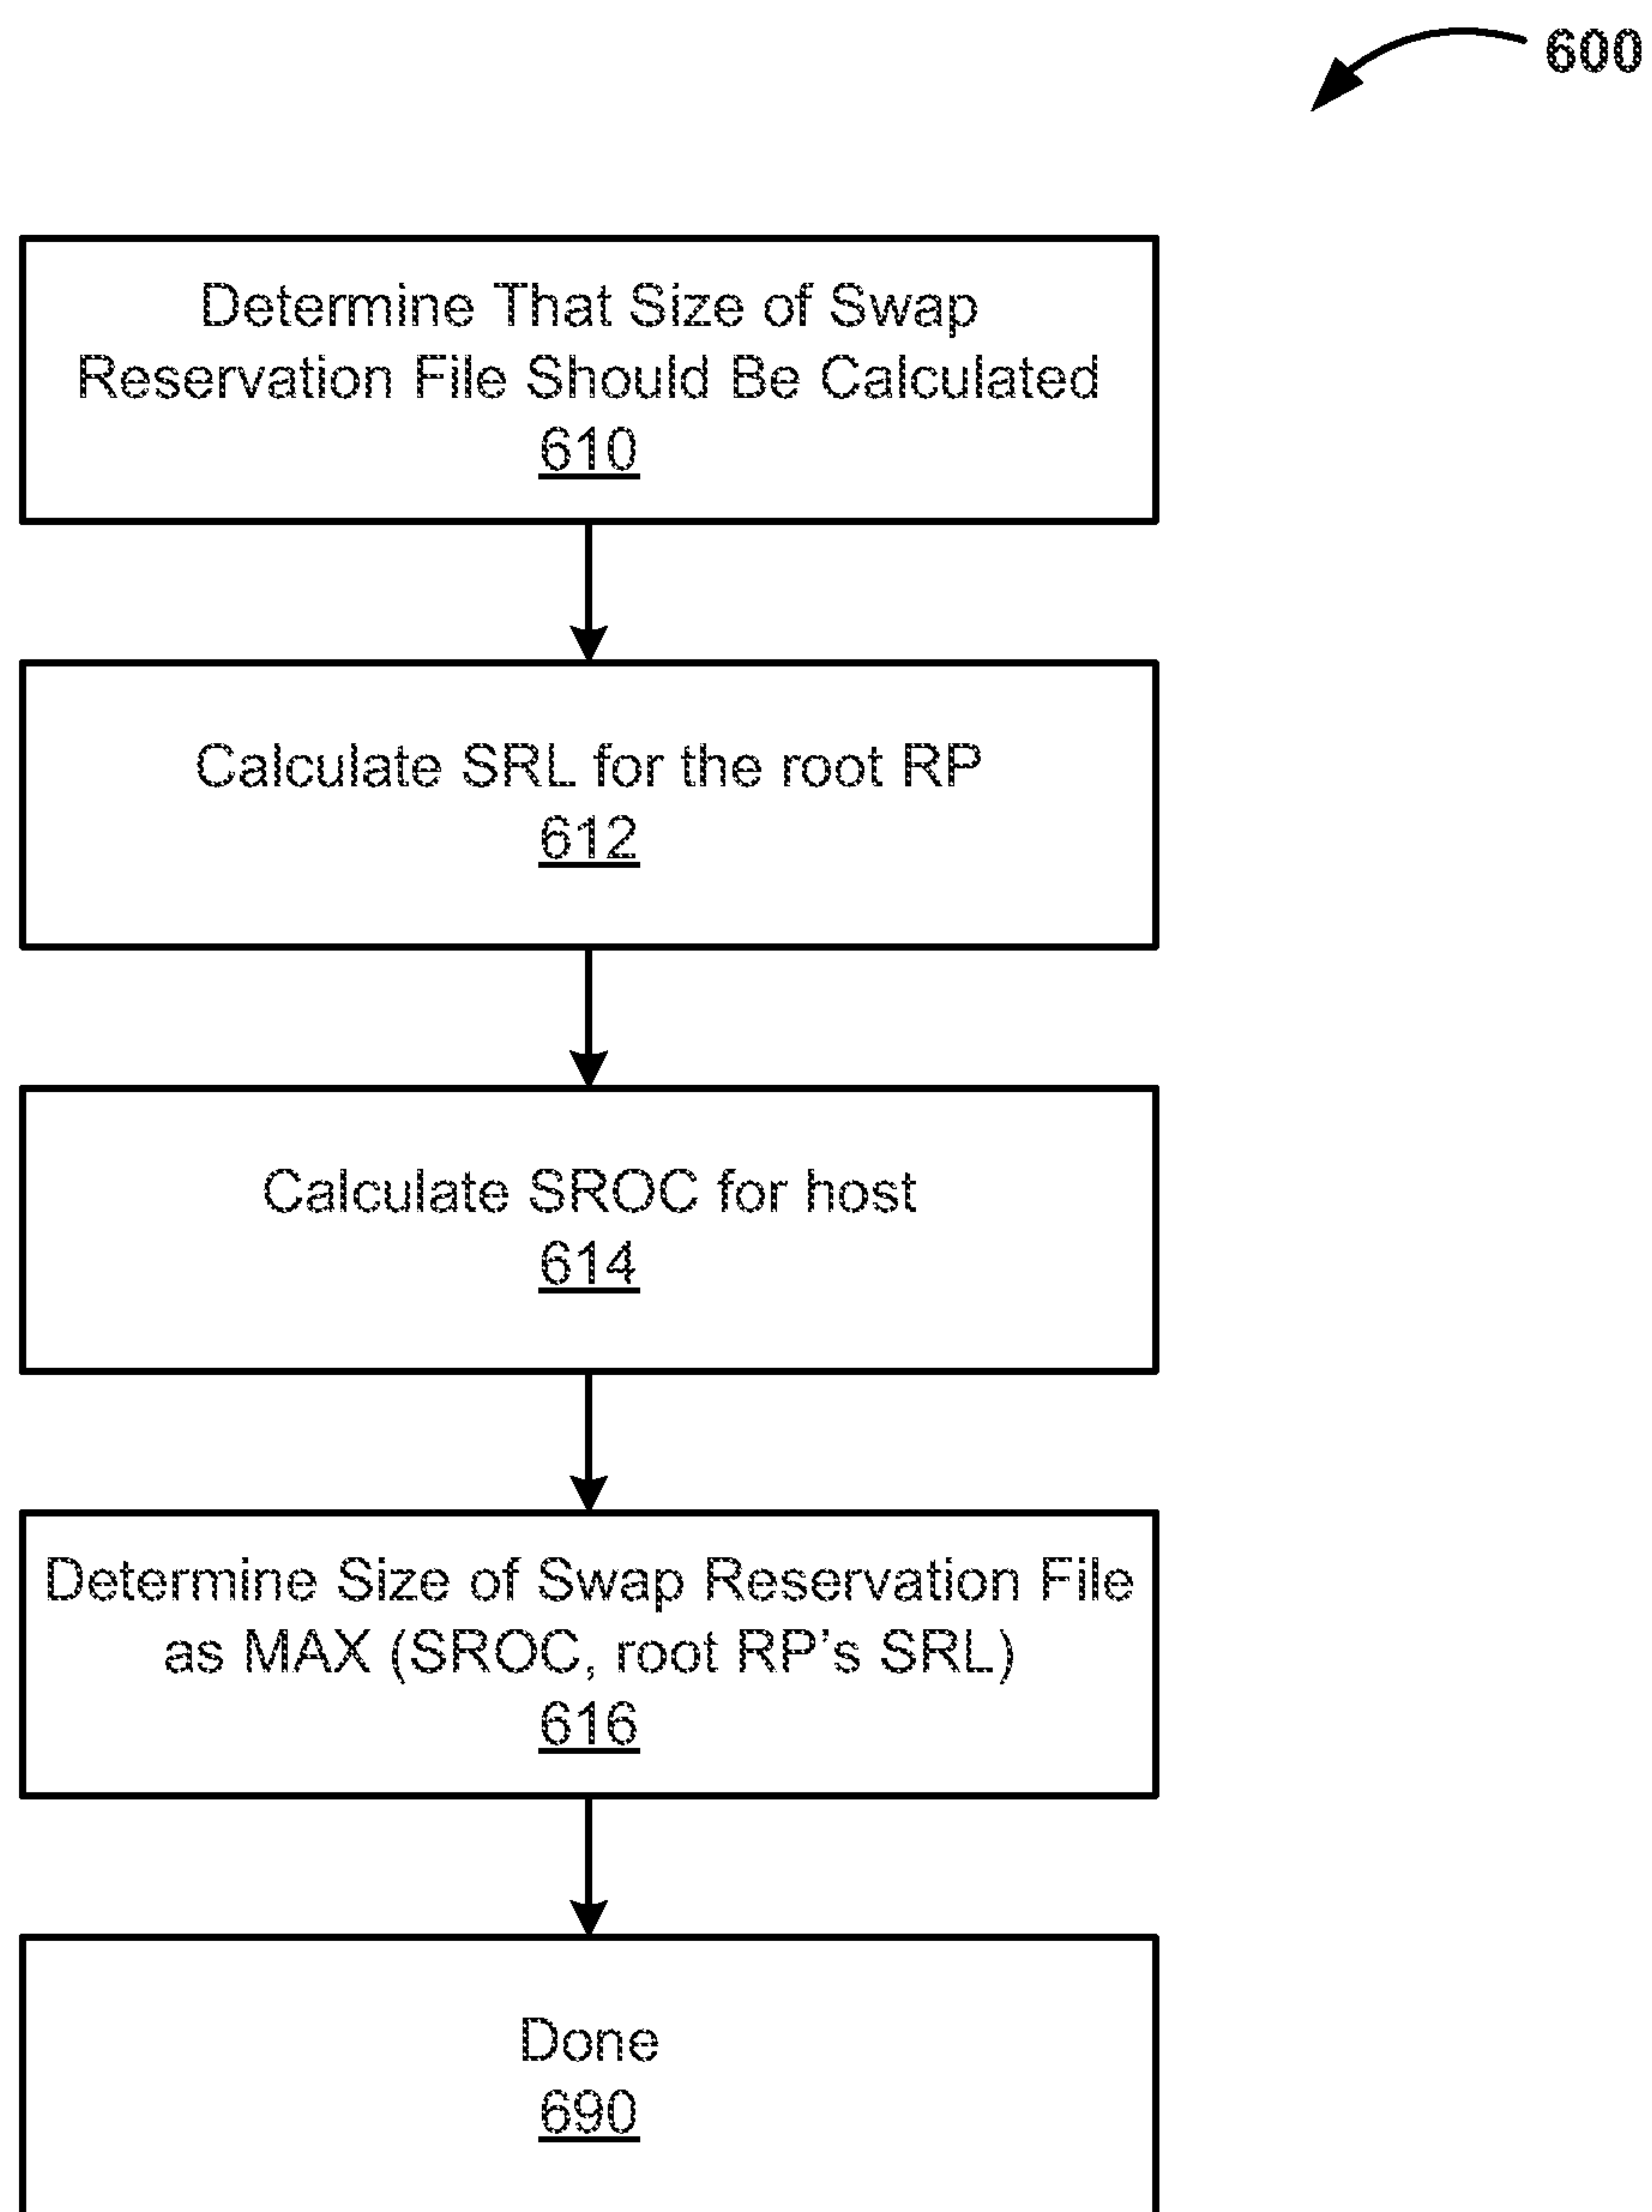 600
Determine That Size of Swap
Reservation File Should Be Calculated
610
Calculate SRL for the root RP
612
Calculate SROC for host
614
Determine Size of Swap Reservation File
as MAX (SROC, root RP's SRL)
616
Done
690